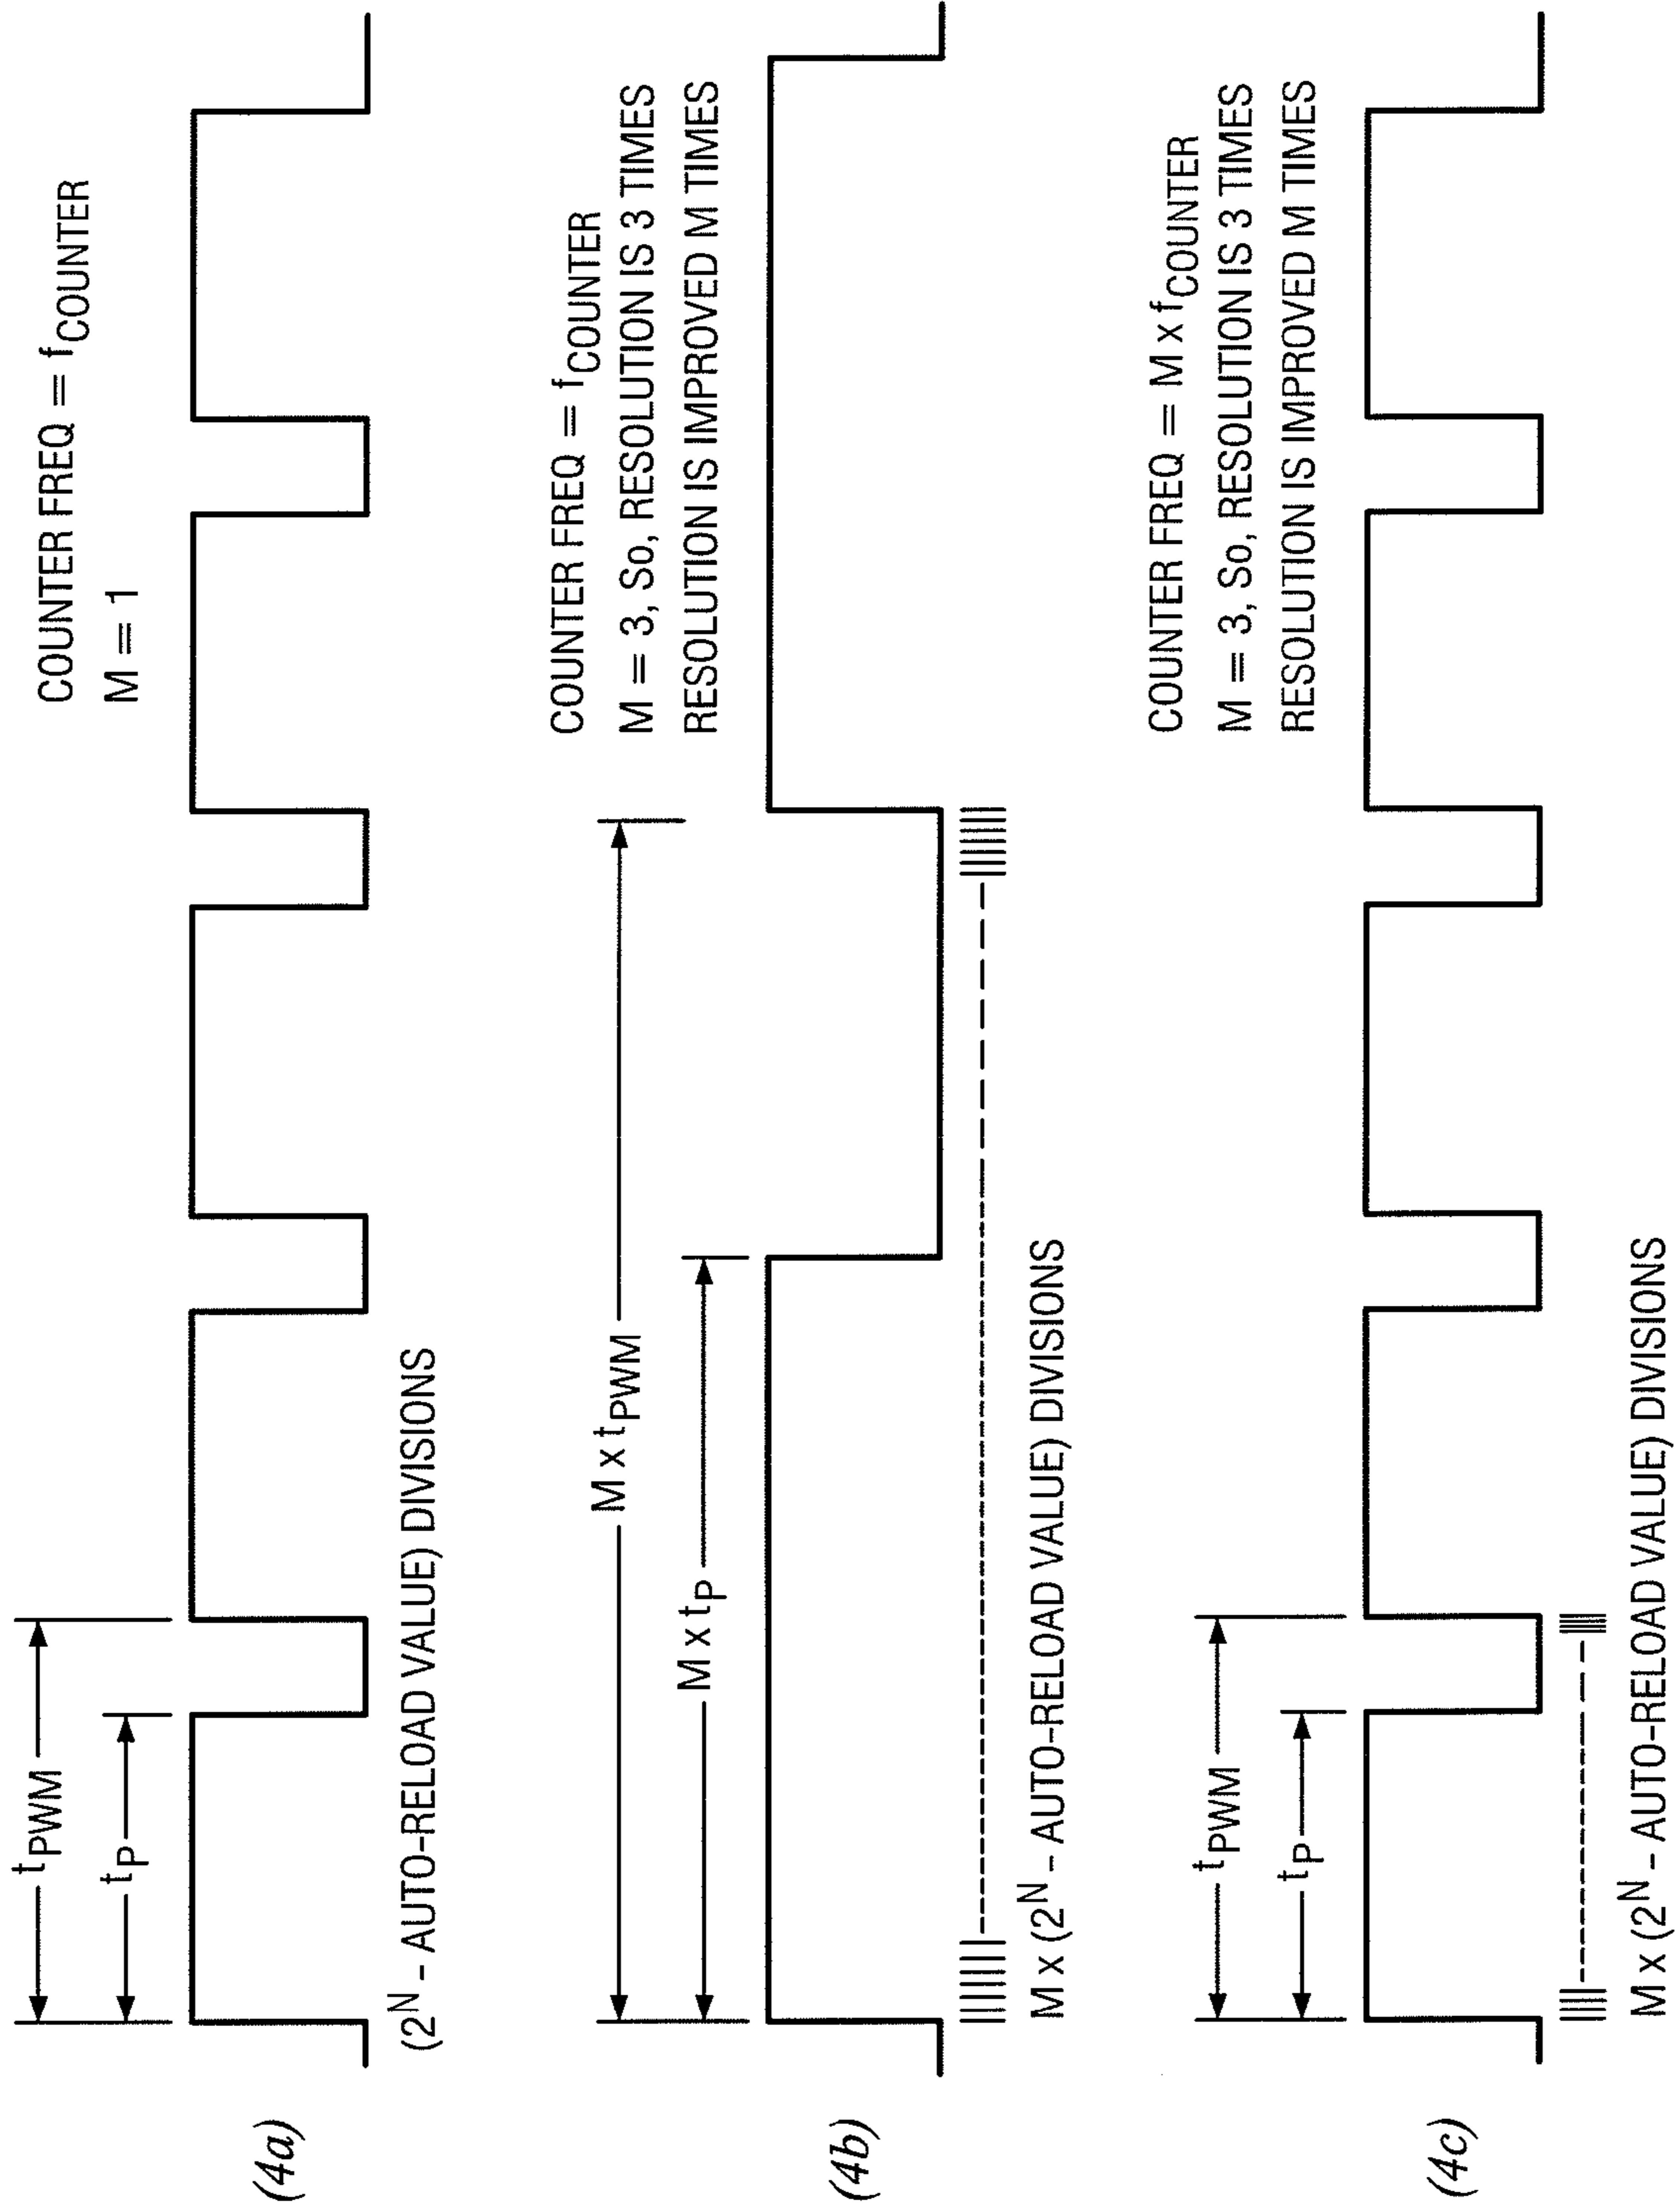 (4a)
t_PWM
t_P
COUNTER FREQ = f_COUNTER
M = 1
(2^N - AUTO-RELOAD VALUE) DIVISIONS
(4b)
M x t_PWM
M x t_P
COUNTER FREQ = f_COUNTER
M = 3, So, RESOLUTION IS 3 TIMES
RESOLUTION IS IMPROVED M TIMES
M x (2^N - AUTO-RELOAD VALUE) DIVISIONS
(4c)
t_PWM
t_P
COUNTER FREQ = M x f_COUNTER
M = 3, So, RESOLUTION IS 3 TIMES
RESOLUTION IS IMPROVED M TIMES
M x (2^N - AUTO-RELOAD VALUE) DIVISIONS